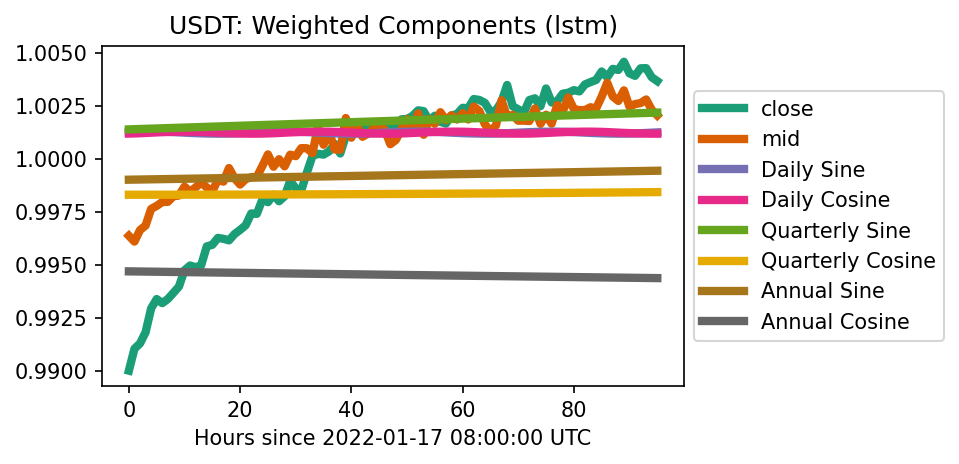 USDT: Weighted Components (lstm)
1.0050
1.0025
1.0000
0.9975
0.9950
0.9925
0.9900
0
20
40
60
80
Hours since 2022-01-17 08:00:00 UTC
close
mid
Daily Sine
Daily Cosine
Quarterly Sine
Quarterly Cosine
Annual Sine
Annual Cosine